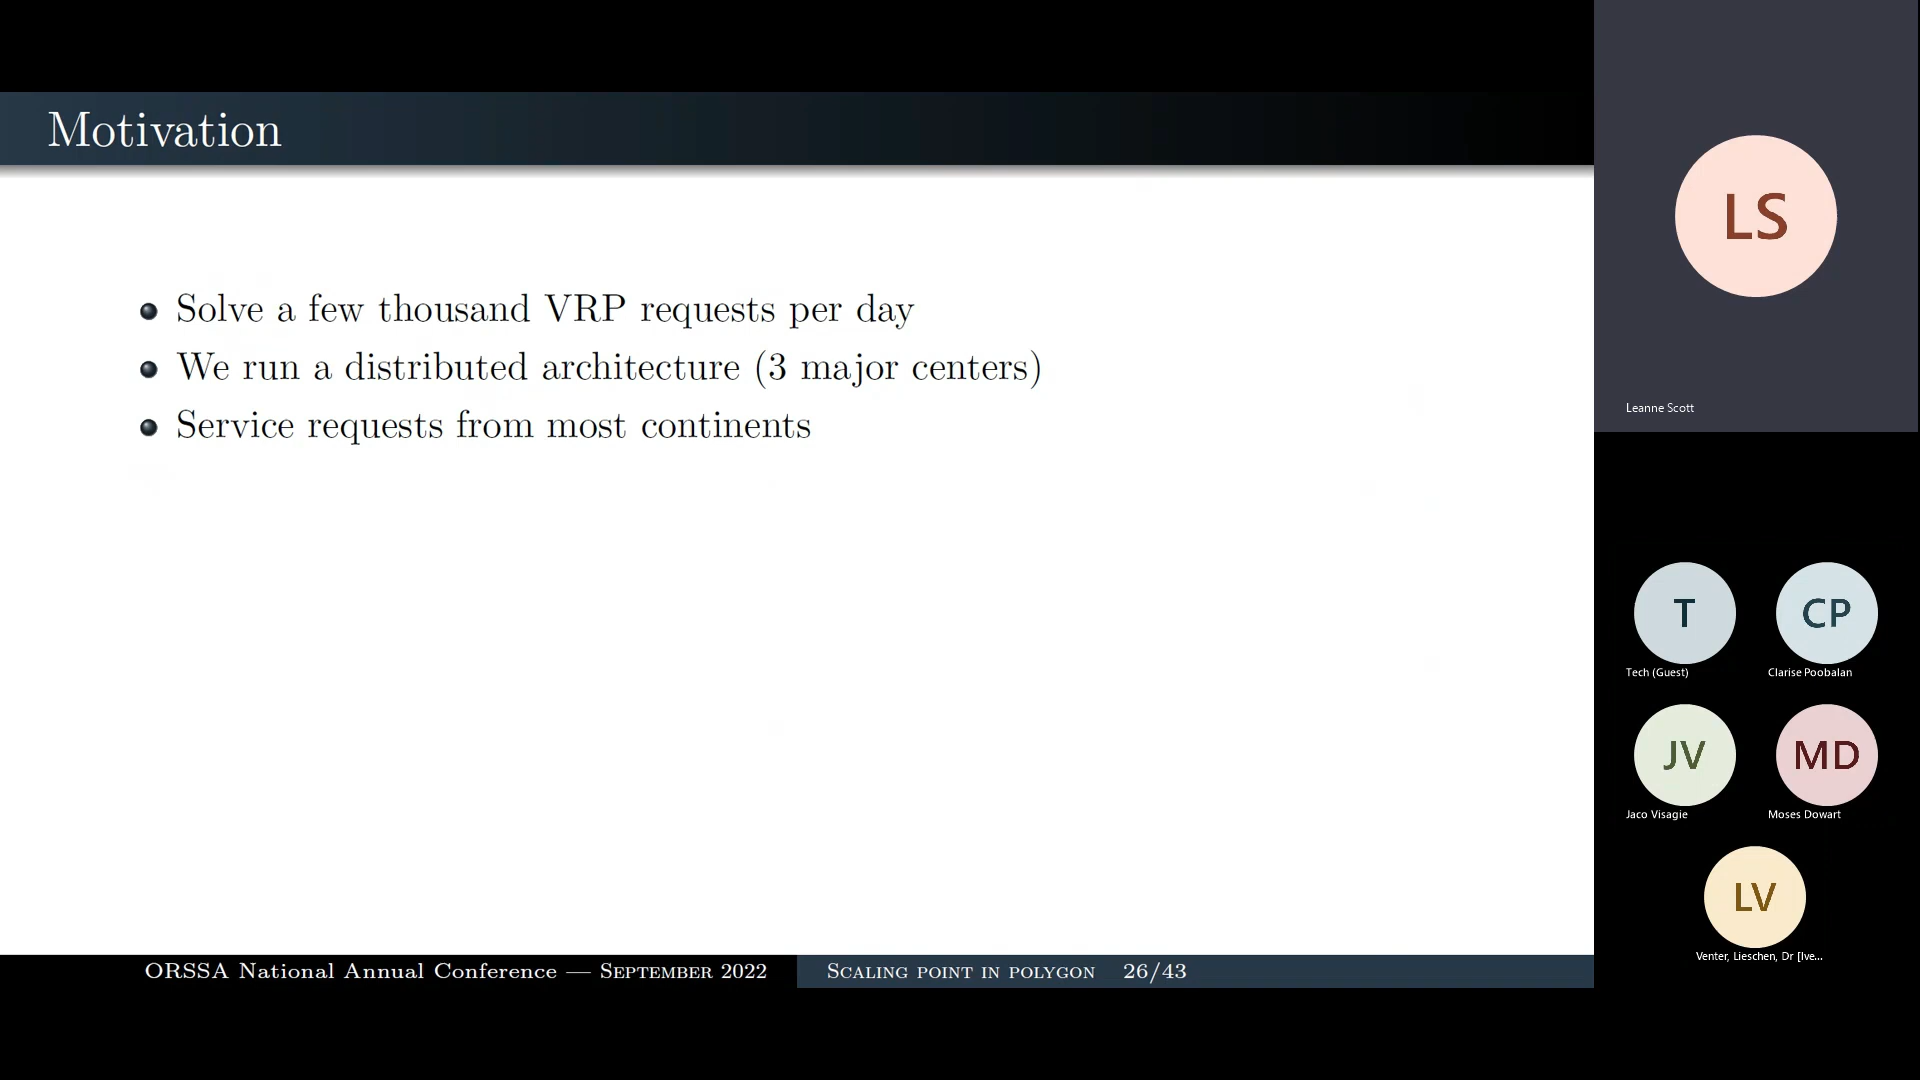 Motivation
Solve a few thousand VRP requests per day
We run a distributed architecture (3 major centers)
Service requests from most continents
ORSSA National Annual Conference — September 2022
Scaling point in polygon 26/43
LS
Leanne Scott
T
CP
Tech (Guest)
Clarise Poobalan
JV
MD
Jaco Visagie
Moses Dowart
LV
Venter, Lieschen, Dr [lve...